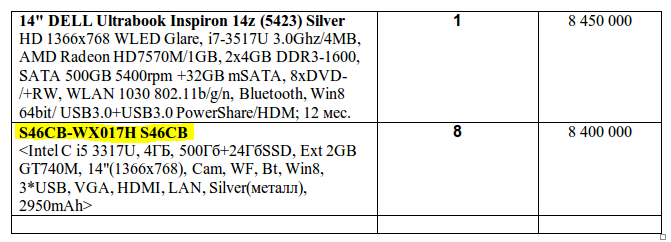 14" DELL Ultrabook Inspiron 14z (5423) Silver 1 8 450 000
HD 1366x768 WLED Glare, i7-3517U 3.0Ghz/4MB,
AMD Radeon HD7570M/1GB, 2x4GB DDR3-1600,
SATA 500GB 5400rpm +32GB mSATA, 8xDVD-
/+RW, WLAN 1030 802.11b/g/n, Bluetooth, Win8
64bit/ USB3.0+USB3.0 PowerShare/HDM; 12 мес.
S46CB-WX017H S46CB 8 8 400 000
<Intel C i5 3317U, 4ГБ, 500Гб+24ГбSSD, Ext 2GB
GT740M, 14"(1366x768), Cam, WF, Bt, Win8,
3*USB, VGA, HDMI, LAN, Silver(металл),
2950mAh>